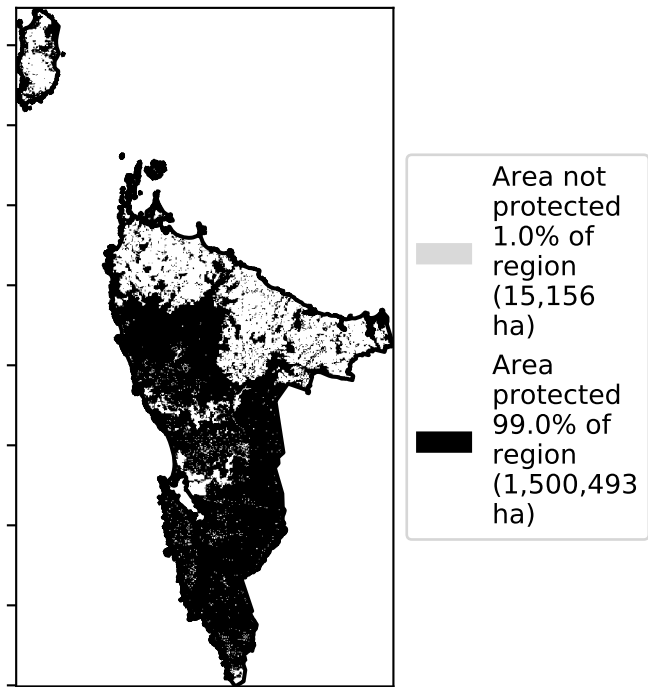 Area not
protected
1.0% of
region
(15,156
ha)
Area
protected
99.0% of
region
(1,500,493
ha)